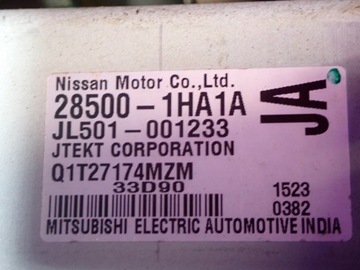 Nissan Motor Co.,Ltd.
28500-1HA1A
JA
JL501-001233
JTEKT CORPORATION
Q1T27174MZM
33D90
1523
0382
MITSUBISHI ELECTRIC AUTOMOTIVE INDIA